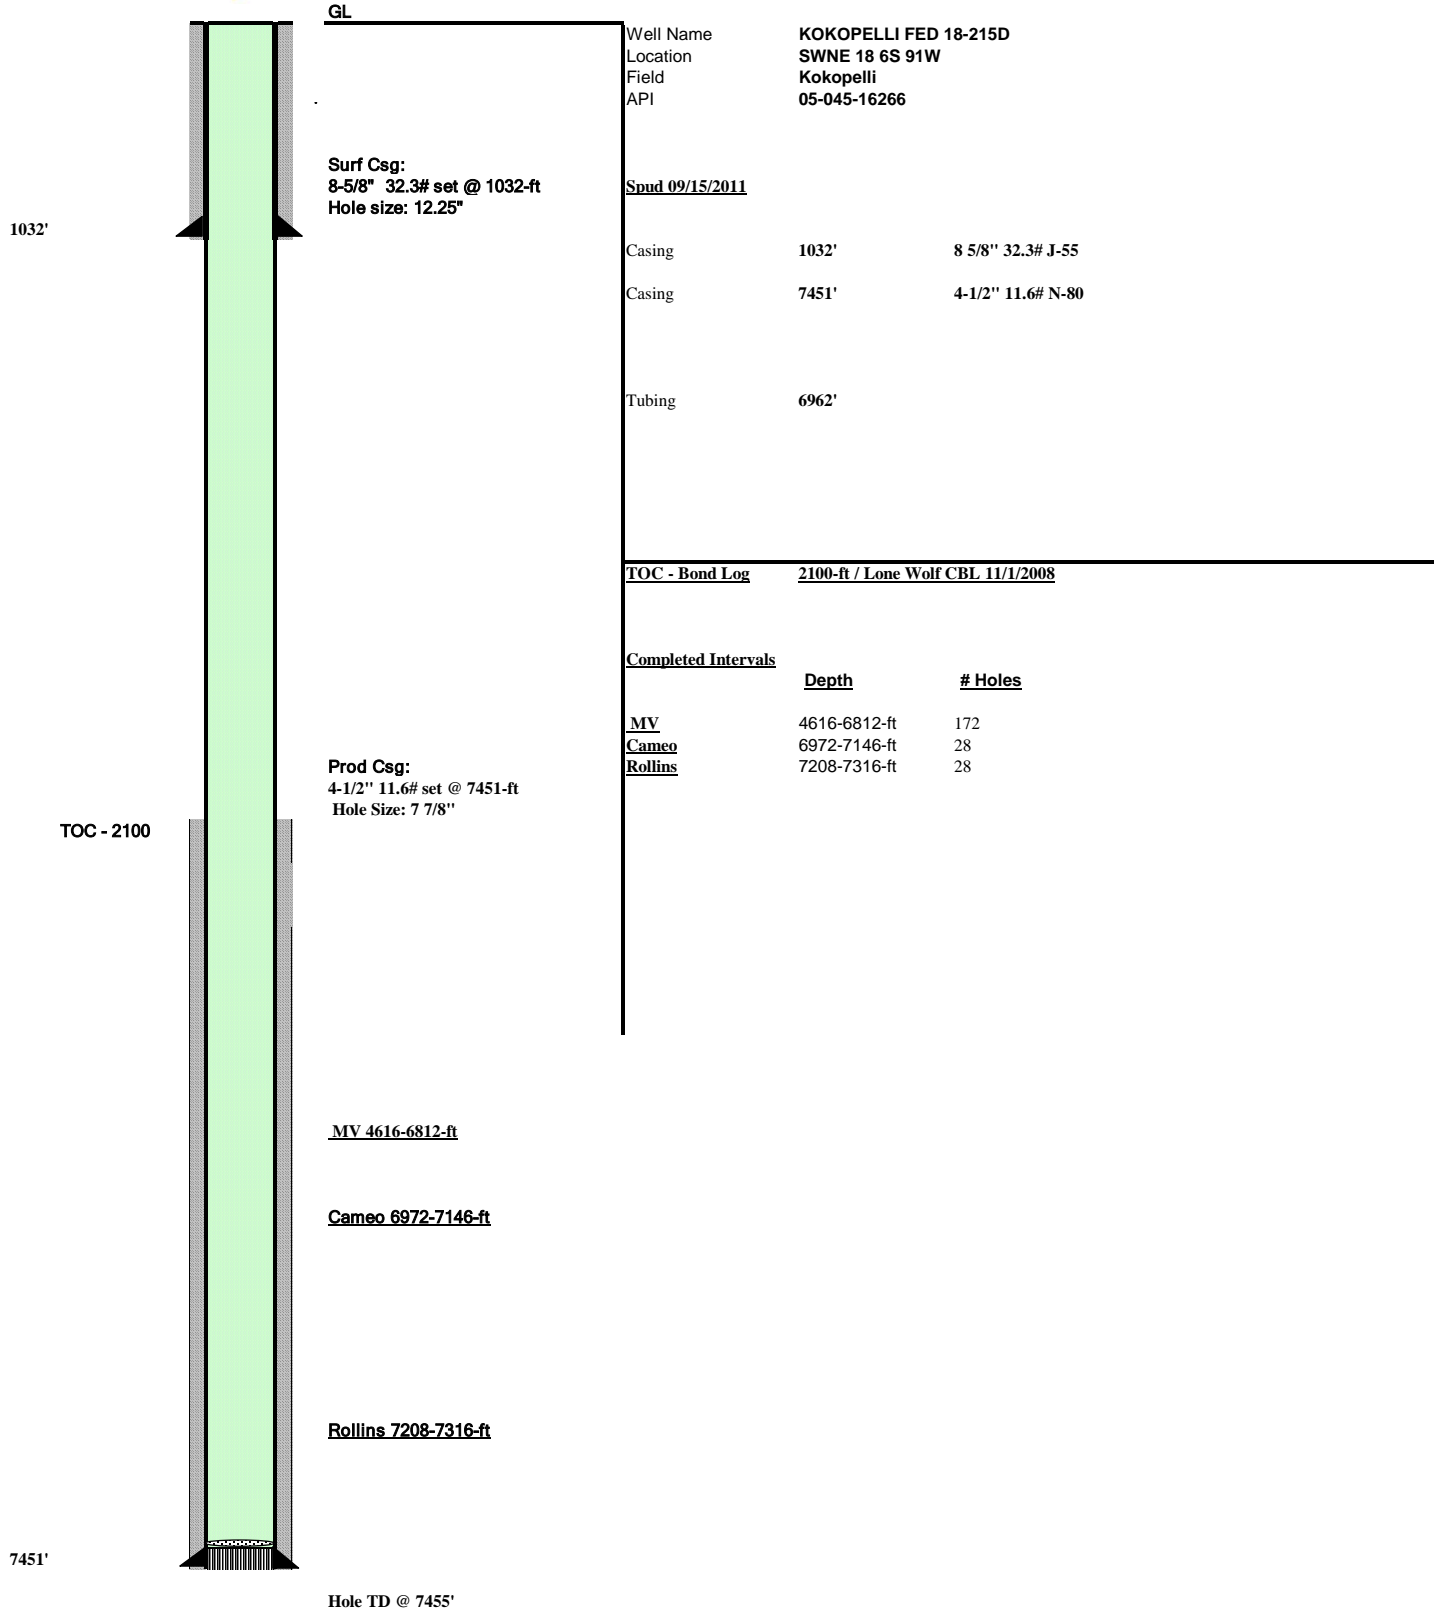 GL
Well Name KOKOPELLI FED 18-215D
Location SWNE 18 6S 91W
Field Kokopelli
API 05-045-16266
Surf Csg:
8-5/8" 32.3# set @ 1032-ft
Hole size: 12.25"
Spud 09/15/2011
1032'
Casing 1032' 8 5/8" 32.3# J-55
Casing 7451' 4-1/2" 11.6# N-80
Tubing 6962'
TOC - Bond Log 2100-ft / Lone Wolf CBL 11/1/2008
Completed Intervals
Depth # Holes
MV 4616-6812-ft 172
Cameo 6972-7146-ft 28
Rollins 7208-7316-ft 28
Prod Csg:
4-1/2" 11.6# set @ 7451-ft
Hole Size: 7 7/8"
TOC - 2100
MV 4616-6812-ft
Cameo 6972-7146-ft
Rollins 7208-7316-ft
7451'
Hole TD @ 7455'